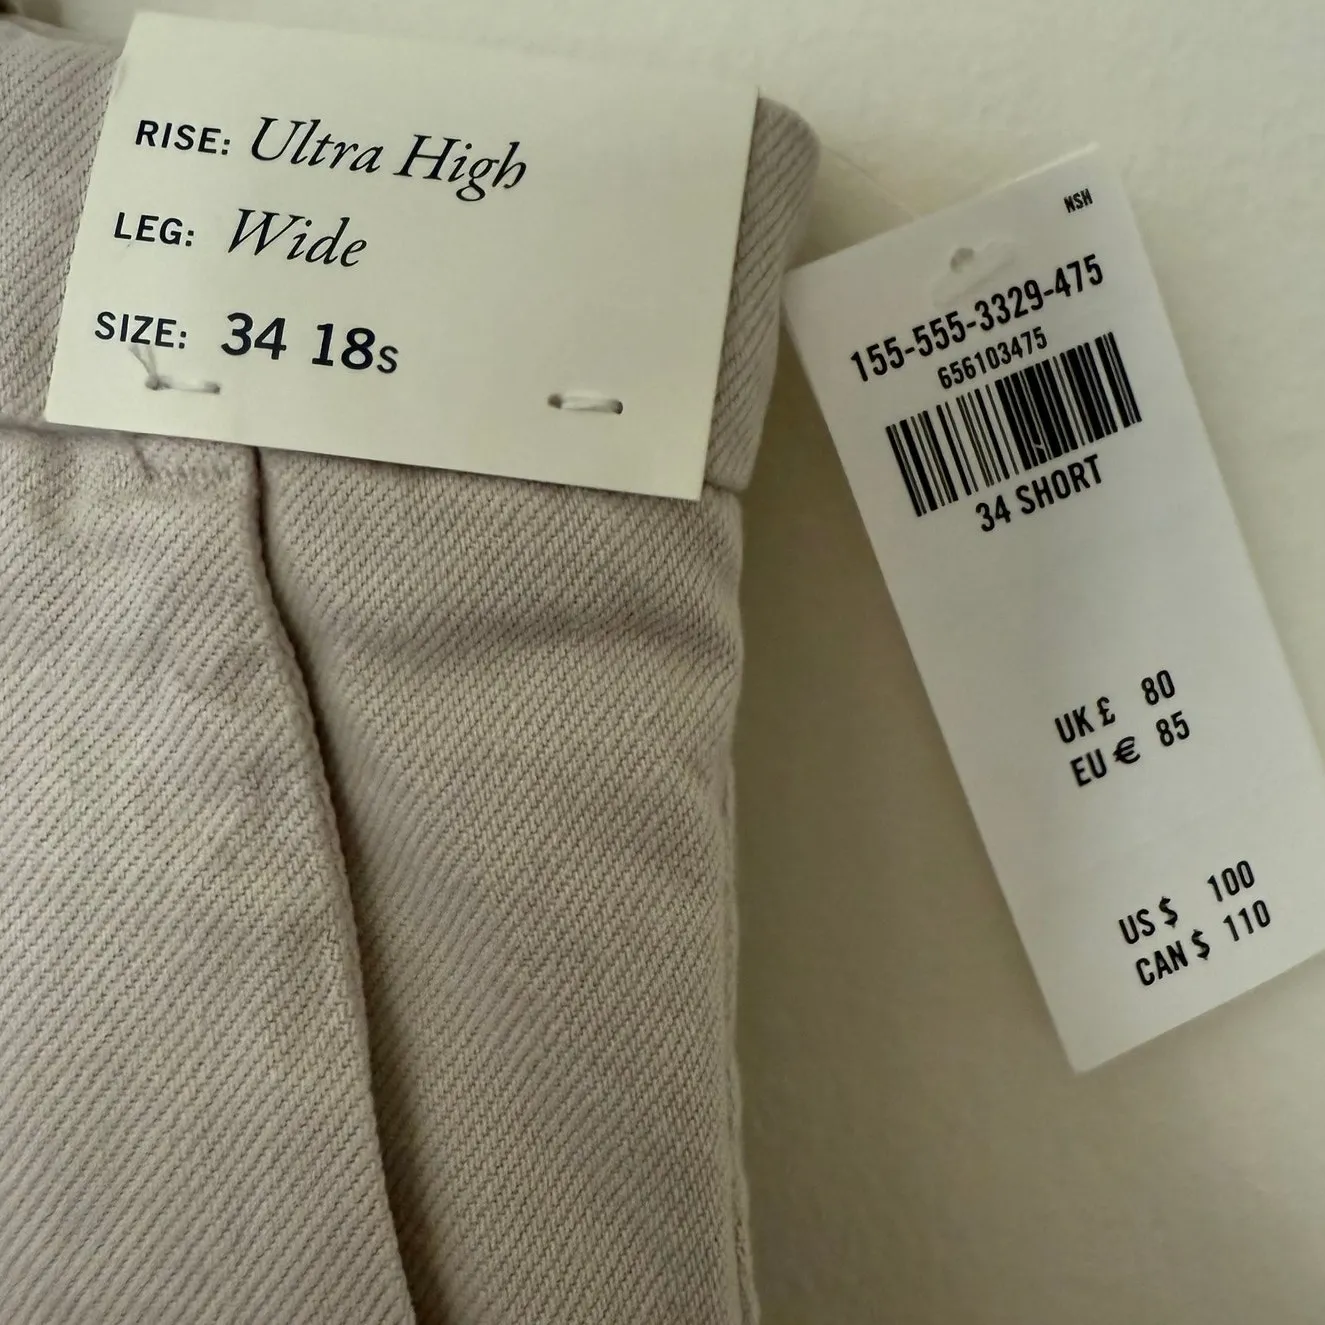 RISE: Ultra High
LEG: Wide
SIZE: 34 18s
NSH
155-555-3329-475
656103475
34 SHORT
UK £ 80
EU € 85
US $ 100
CAN $ 110